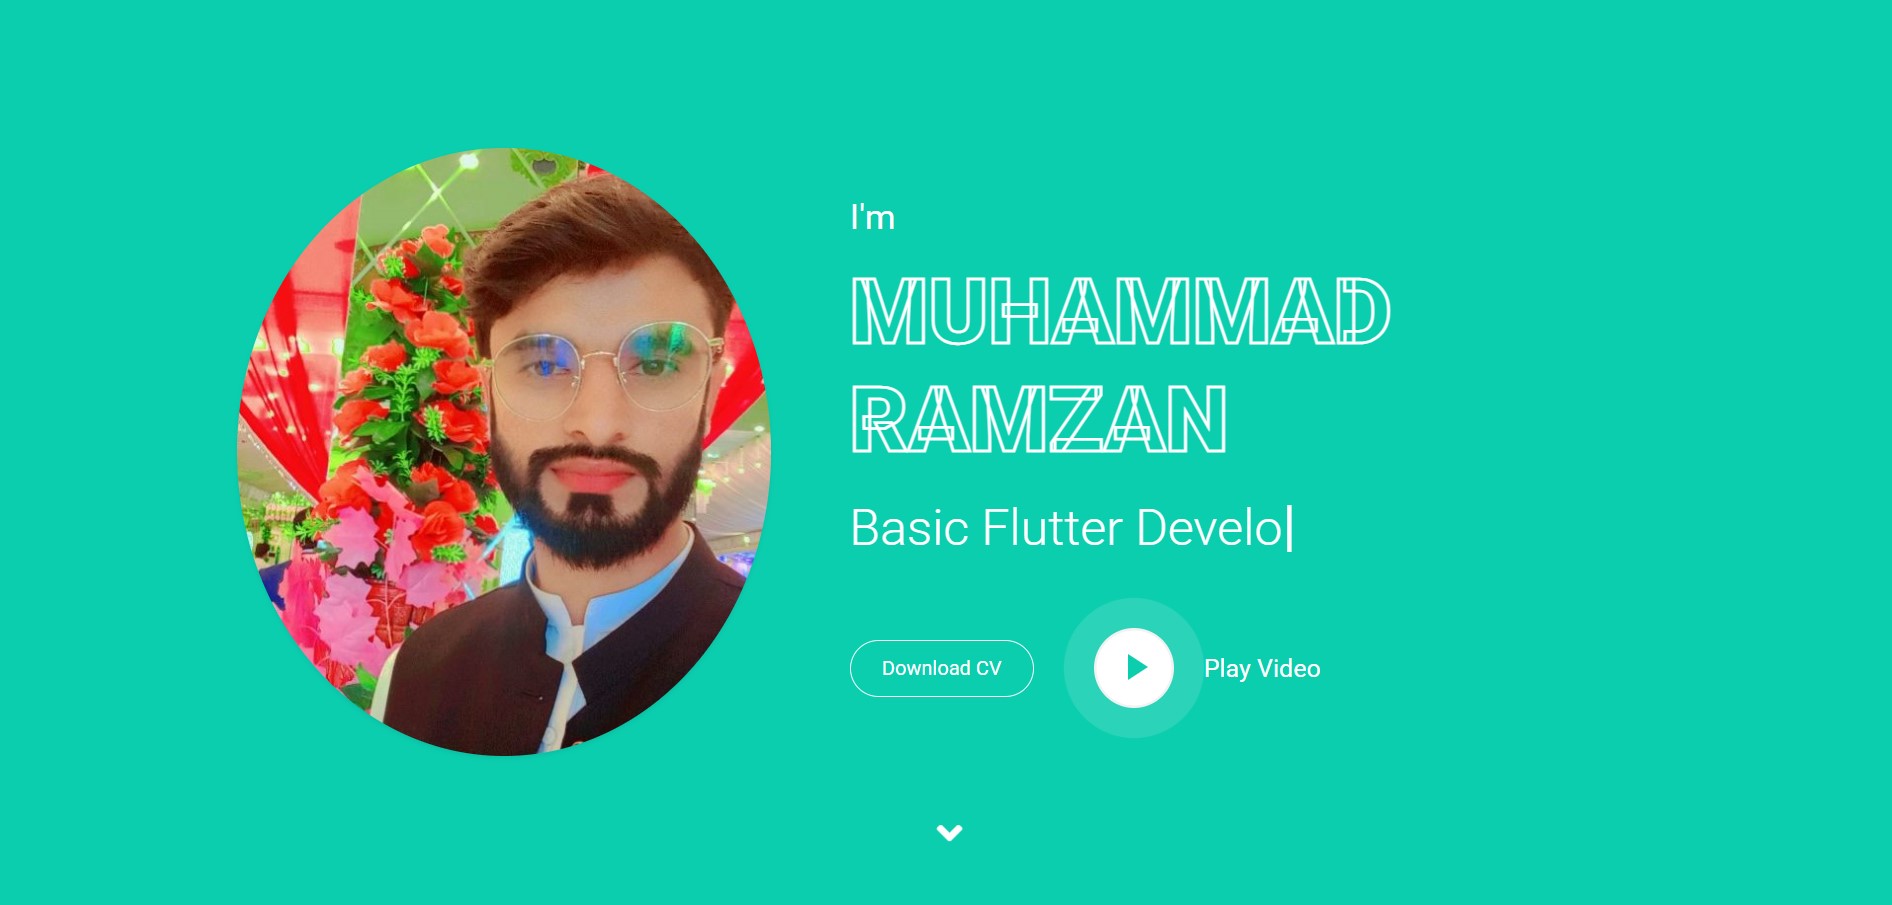 I'm
MUHAMMAD
RAMZAN
Basic Flutter Develo
Download CV
Play Video